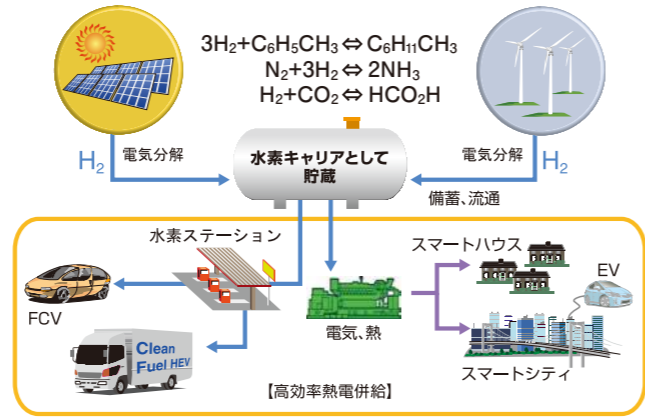 3H₂+C₆H₅CH₃⇔C₆H₁₁CH₃
N₂+3H₂⇔2NH₃
H₂+CO₂⇔HCO₂H
H₂
電気分解
水素キャリアとして
貯蔵
電気分解
H₂
備蓄、流通
水素ステーション
スマートハウス
EV
FCV
電気、熱
Clean
Fuel HEV
スマートシティ
【高効率熱電併給】